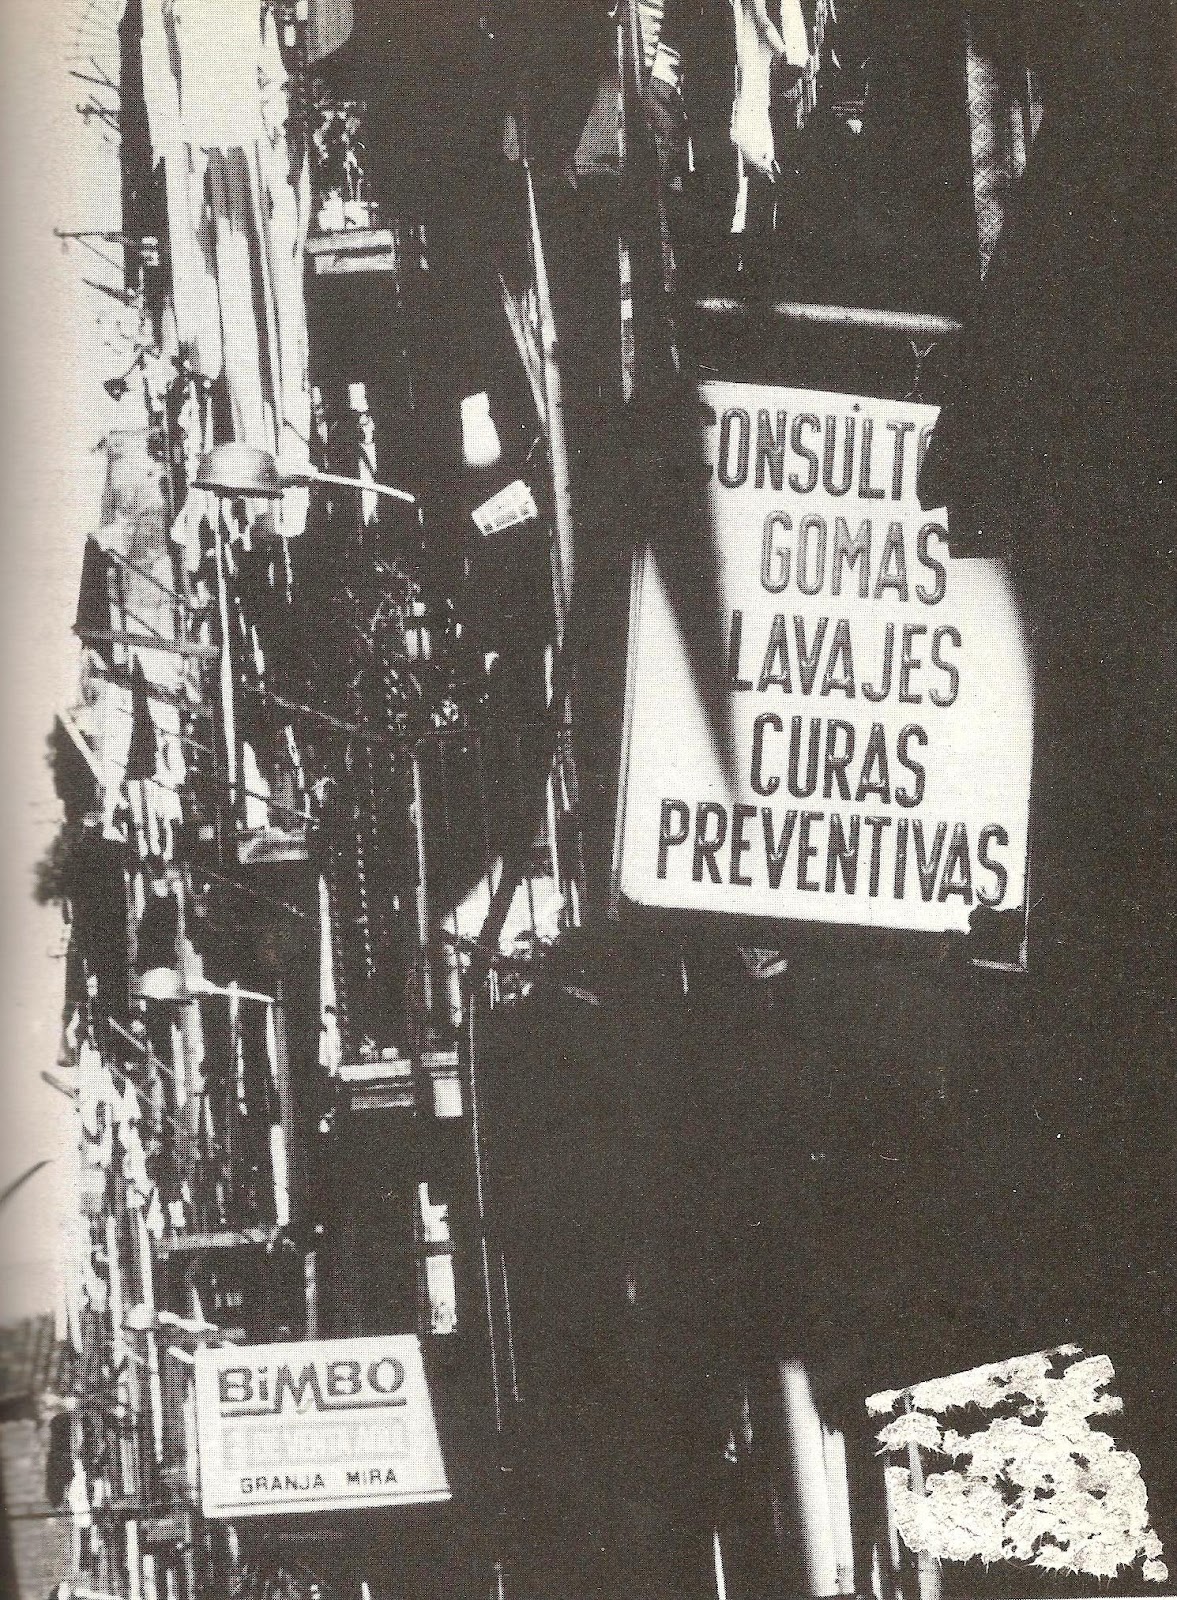 ONSULTO
GOMAS
LAVAJES
CURAS
PREVENTIVAS
BIMBO
GRANJA MIRA